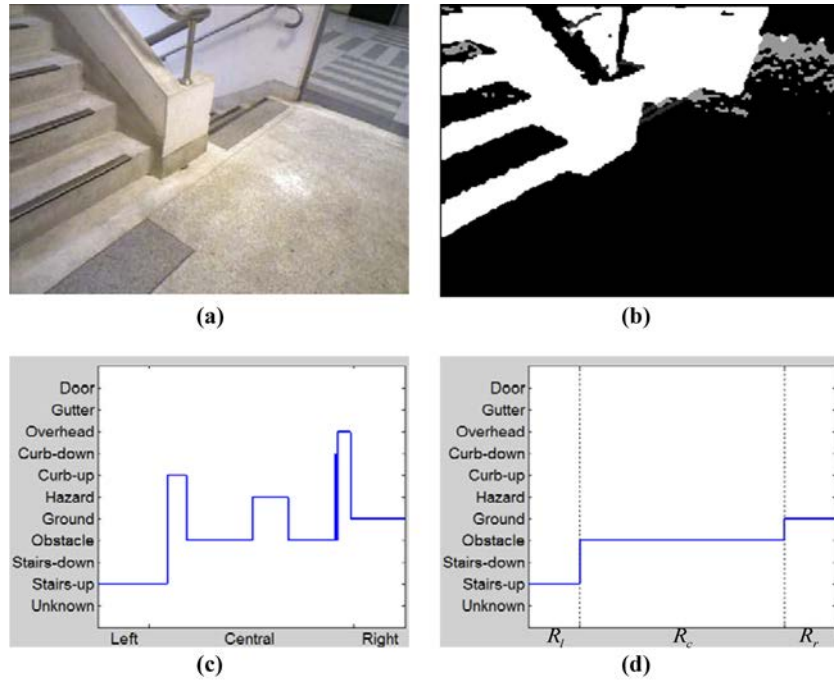 (a)
(b)
Door
Gutter
Overhead
Curb-down
Curb-up
Hazard
Ground
Obstacle
Stairs-down
Stairs-up
Unknown
Left Central Right
(c)
Door
Gutter
Overhead
Curb-down
Curb-up
Hazard
Ground
Obstacle
Stairs-down
Stairs-up
Unknown
R_l R_c R_r
(d)